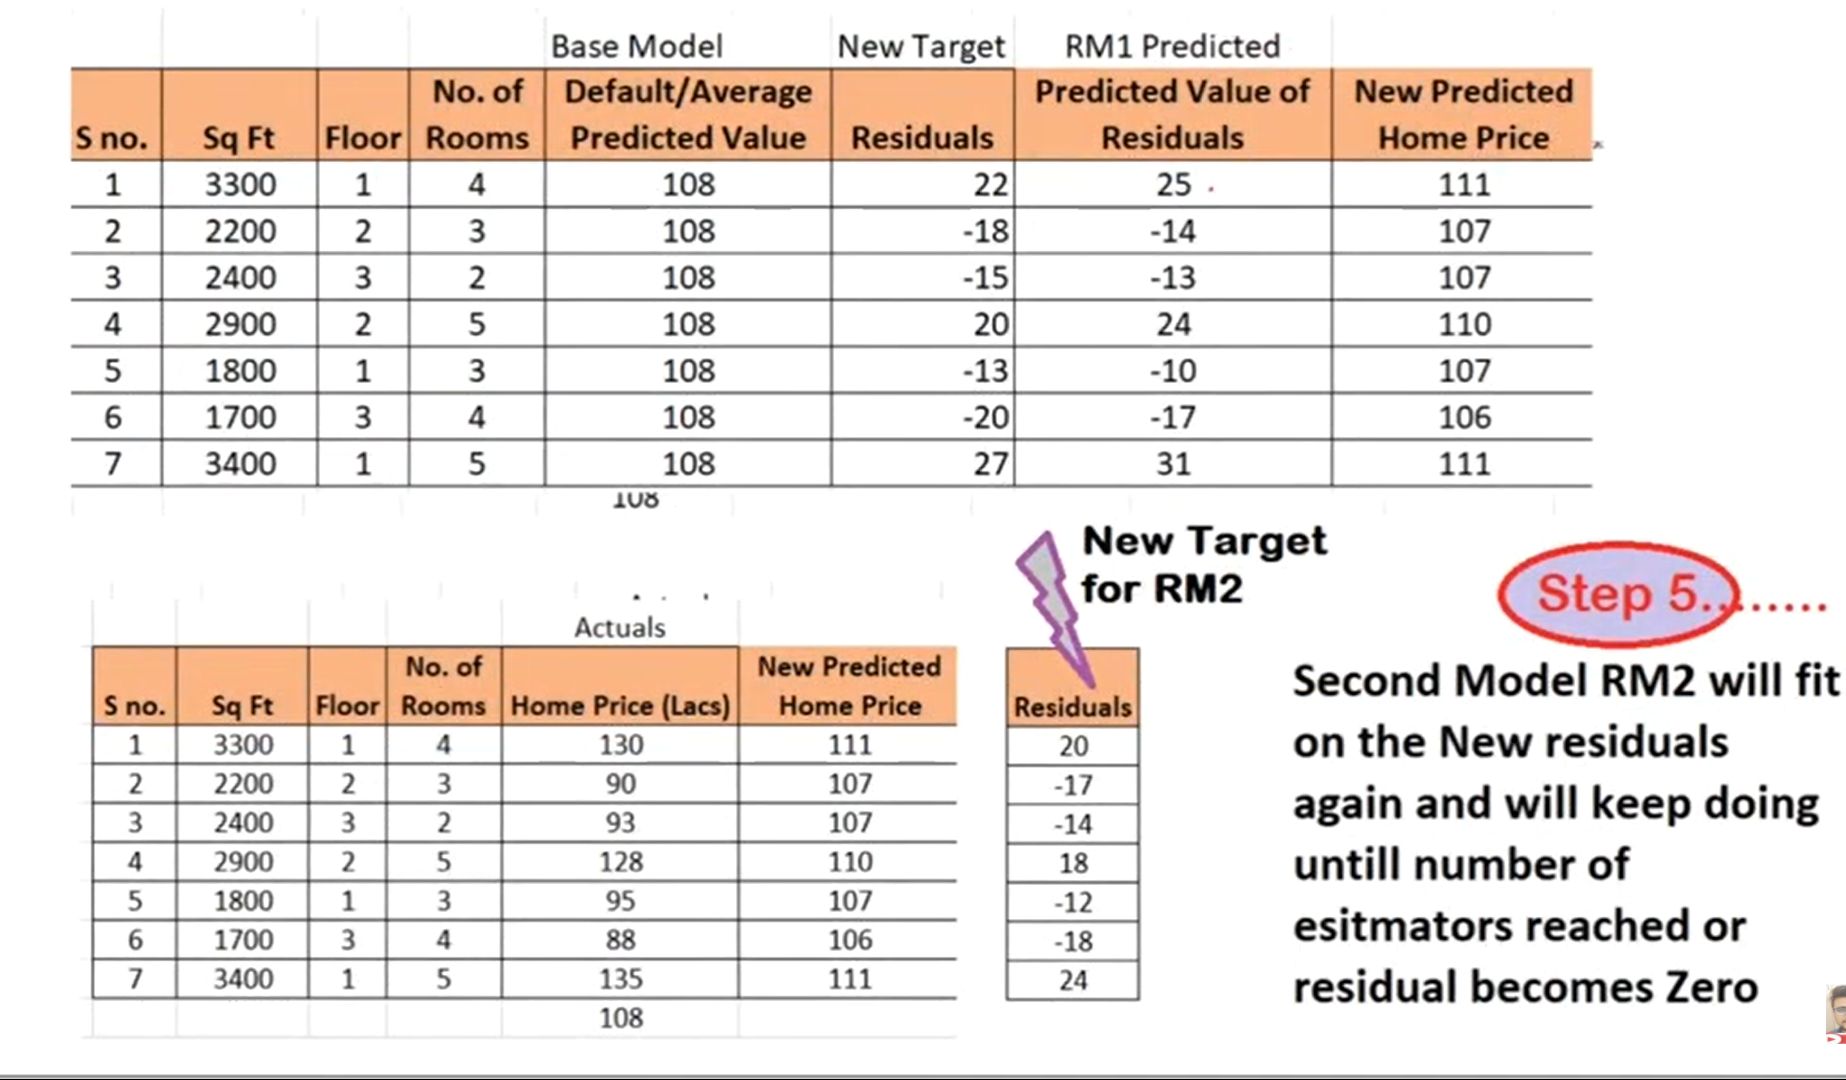 Base Model New Target RM1 Predicted
S no. Sq Ft Floor No. of Rooms Default/Average Predicted Value Residuals Predicted Value of Residuals New Predicted Home Price
1 3300 1 4 108 22 25 111
2 2200 2 3 108 -18 -14 107
3 2400 3 2 108 -15 -13 107
4 2900 2 5 108 20 24 110
5 1800 1 3 108 -13 -10 107
6 1700 3 4 108 -20 -17 106
7 3400 1 5 108 27 31 111
108
New Target
for RM2
Step 5........
Actuals
S no. Sq Ft Floor No. of Rooms Home Price (Lacs) New Predicted Home Price Residuals
1 3300 1 4 130 111 20
2 2200 2 3 90 107 -17
3 2400 3 2 93 107 -14
4 2900 2 5 128 110 18
5 1800 1 3 95 107 -12
6 1700 3 4 88 106 -18
7 3400 1 5 135 111 24
108
Second Model RM2 will fit
on the New residuals
again and will keep doing
untill number of
esitmators reached or
residual becomes Zero